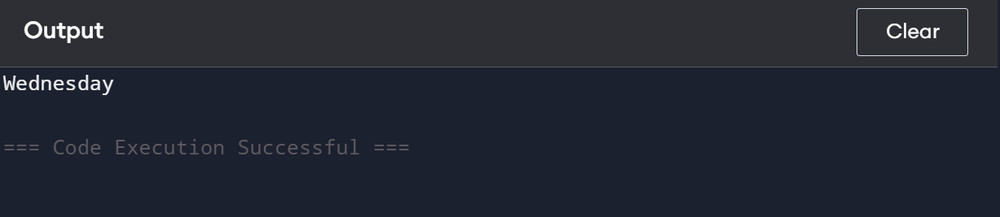 Output
Clear
Wednesday
=== Code Execution Successful ===